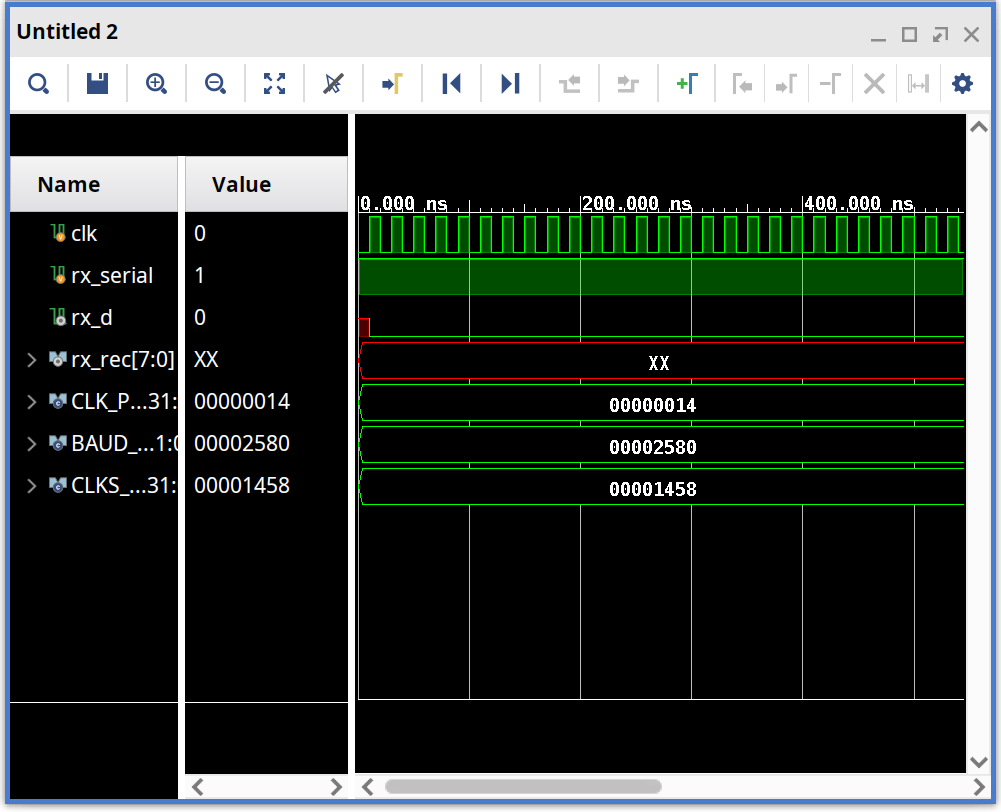 Untitled 2
Name Value
0.000 ns 200.000 ns 400.000 ns
clk 0
rx_serial 1
rx_d 0
rx_rec[7:0] XX XX
CLK_P...31: 00000014 00000014
BAUD_...1:0 00002580 00002580
CLKS_...31: 00001458 00001458